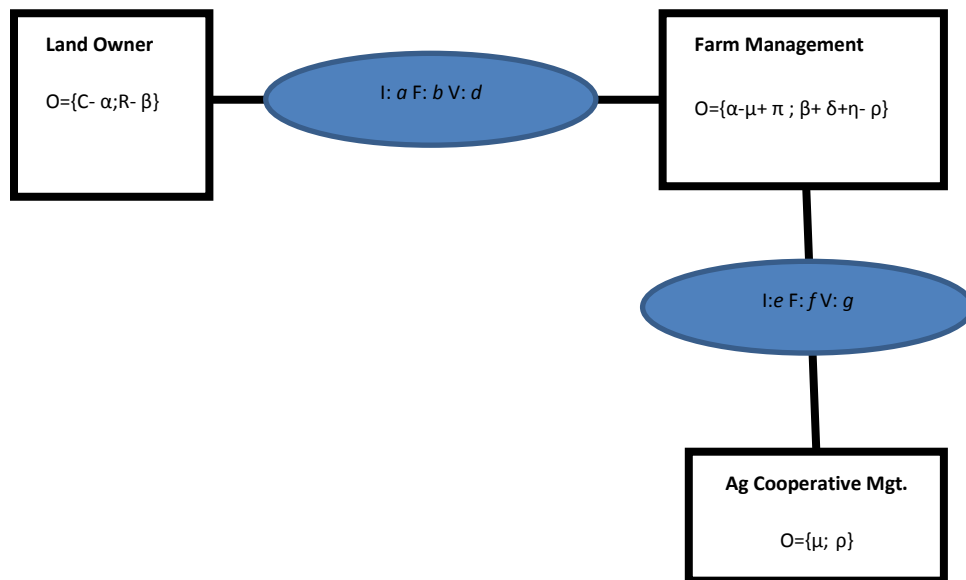 Land Owner
O={C- α;R- β}
I: a F: b V: d
Farm Management
O={α-μ+ π ; β+ δ+η- ρ}
I:e F: f V: g
Ag Cooperative Mgt.
O={μ; ρ}